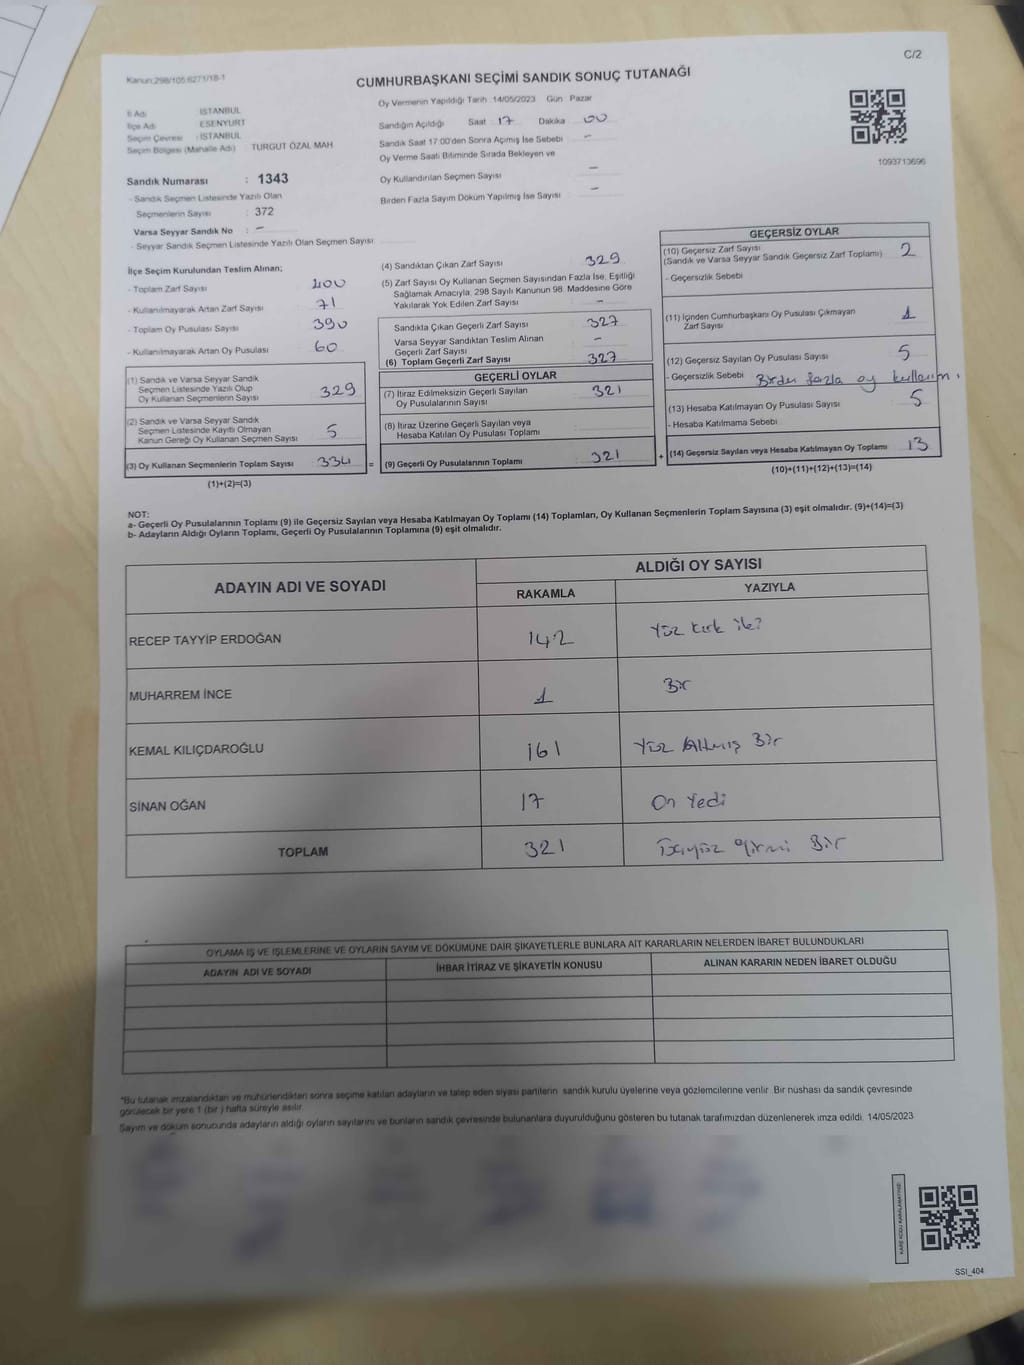 C/2
Kanun:298/105 6271/18-1
CUMHURBAŞKANI SEÇİMİ SANDIK SONUÇ TUTANAĞI
İl Adı : İSTANBUL
İlçe Adı : ESENYURT
Seçim Çevresi : İSTANBUL
Seçim Bölgesi (Mahalle Adı) : TURGUT ÖZAL MAH
Sandık Numarası : 1343
- Sandık Seçmen Listesinde Yazılı Olan
Seçmenlerin Sayısı : 372
Varsa Seyyar Sandık No : -
- Seyyar Sandık Seçmen Listesinde Yazılı Olan Seçmen Sayısı:
Oy Vermenin Yapıldığı Tarih :14/05/2023 Gün : Pazar
Sandığın Açıldığı Saat : 17 Dakika : 00
Sandık Saat 17:00'den Sonra Açımış İse Sebebi : -
Oy Verme Saati Bitiminde Sırada Bekleyen ve
Oy Kullandırılan Seçmen Sayısı : -
Birden Fazla Sayım Döküm Yapılmış İse Sayısı : -
1093713696
İlçe Seçim Kurulundan Teslim Alınan;
- Toplam Zarf Sayısı : 400
- Kullanılmayarak Artan Zarf Sayısı : 71
- Toplam Oy Pusulası Sayısı : 390
- Kullanılmayarak Artan Oy Pusulası : 60
(1) Sandık ve Varsa Seyyar Sandık
Seçmen Listesinde Yazılı Olup
Oy Kullanan Seçmenlerin Sayısı : 329
(2) Sandık ve Varsa Seyyar Sandık
Seçmen Listesinde Kayıtlı Olmayan
Kanun Gereği Oy Kullanan Seçmen Sayısı : 5
(3) Oy Kullanan Seçmenlerin Toplam Sayısı : 334 =
(1)+(2)=(3)
(4) Sandıktan Çıkan Zarf Sayısı : 329
(5) Zarf Sayısı Oy Kullanan Seçmen Sayısından Fazla İse, Eşitliği
Sağlamak Amacıyla, 298 Sayılı Kanunun 98. Maddesine Göre
Yakılarak Yok Edilen Zarf Sayısı : -
Sandıkta Çıkan Geçerli Zarf Sayısı : 327
Varsa Seyyar Sandıktan Teslim Alınan
Geçerli Zarf Sayısı : -
(6) Toplam Geçerli Zarf Sayısı : 327
GEÇERLİ OYLAR
(7) İtiraz Edilmeksizin Geçerli Sayılan
Oy Pusulalarının Sayısı : 321
(8) İtiraz Üzerine Geçerli Sayılan veya
Hesaba Katılan Oy Pusulası Toplamı :
(9) Geçerli Oy Pusulalarının Toplamı : 321 +
GEÇERSİZ OYLAR
(10) Geçersiz Zarf Sayısı
(Sandık ve Varsa Seyyar Sandık Geçersiz Zarf Toplamı) : 2
- Geçersizlik Sebebi :
(11) İçinden Cumhurbaşkanı Oy Pusulası Çıkmayan
Zarf Sayısı : 1
(12) Geçersiz Sayılan Oy Pusulası Sayısı : 5
- Geçersizlik Sebebi : Birden fazla oy kullanım.
(13) Hesaba Katılmayan Oy Pusulası Sayısı : 5
- Hesaba Katılmama Sebebi :
(14) Geçersiz Sayılan veya Hesaba Katılmayan Oy Toplamı : 13
(10)+(11)+(12)+(13)=(14)
NOT:
a- Geçerli Oy Pusulalarının Toplamı (9) ile Geçersiz Sayılan veya Hesaba Katılmayan Oy Toplamı (14) Toplamları, Oy Kullanan Seçmenlerin Toplam Sayısına (3) eşit olmalıdır. (9)+(14)=(3)
b- Adayların Aldığı Oyların Toplamı, Geçerli Oy Pusulalarının Toplamına (9) eşit olmalıdır.
ADAYIN ADI VE SOYADI ALDIĞI OY SAYISI
RAKAMLA YAZIYLA
RECEP TAYYİP ERDOĞAN 142 Yüz Kırk iki
MUHARREM İNCE 1 Bir
KEMAL KILIÇDAROĞLU 161 Yüz Altmış Bir
SİNAN OĞAN 17 On Yedi
TOPLAM 321 Üçyüz Yirmi Bir
OYLAMA İŞ VE İŞLEMLERİNE VE OYLARIN SAYIM VE DÖKÜMÜNE DAİR ŞİKAYETLERLE BUNLARA AİT KARARLARIN NELERDEN İBARET BULUNDUKLARI
ADAYIN ADI VE SOYADI İHBAR İTİRAZ VE ŞİKAYETİN KONUSU ALINAN KARARIN NEDEN İBARET OLDUĞU
*Bu tutanak imzalandıktan ve mühürlendikten sonra seçime katılan adayların ve talep eden siyasi partilerin sandık kurulu üyelerine veya gözlemcilerine verilir. Bir nüshası da sandık çevresinde
görülecek bir yere 1 (bir ) hafta süreyle asılır.
Sayım ve döküm sonucunda adayların aldığı oyların sayılarını ve bunların sandık çevresinde bulunanlara duyurulduğunu gösteren bu tutanak tarafımızdan düzenlenerek imza edildi. 14/05/2023
KARE KODU KARALAMAYINIZ!
SSI_404